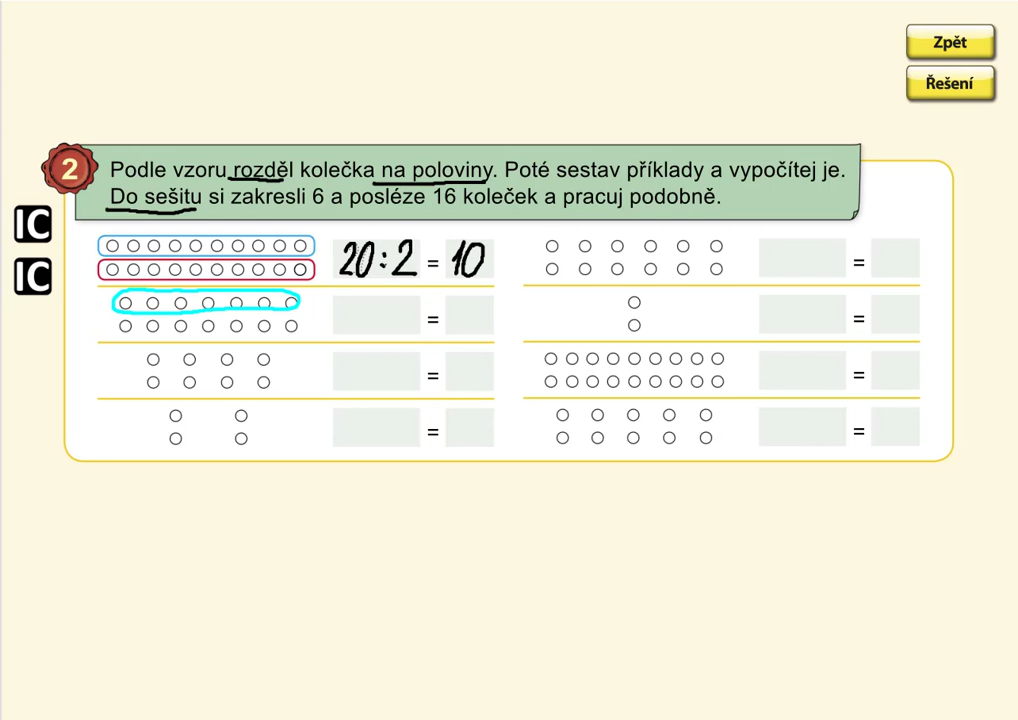 Zpět
Řešení
2 Podle vzoru rozděl kolečka na poloviny. Poté sestav příklady a vypočítej je.
Do sešitu si zakresli 6 a posléze 16 koleček a pracuj podobně.
IC
IC
20:2 = 10
=
=
=
=
=
=
=